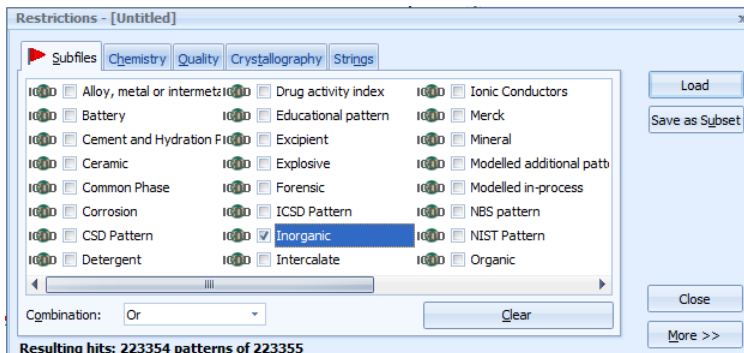 Restrictions - [Untitled]
Subfiles Chemistry Quality Crystallography Strings
Alloy, metal or intermeta Drug activity index Ionic Conductors
Battery Educational pattern Merck
Cement and Hydration P Excipient Mineral
Ceramic Explosive Modelled additional patt
Common Phase Forensic Modelled in-process
Corrosion ICSD Pattern NBS pattern
CSD Pattern Inorganic NIST Pattern
Detergent Intercalate Organic
Combination: Or Clear
Resulting hits: 223354 patterns of 223355
Load
Save as Subset
Close
More >>